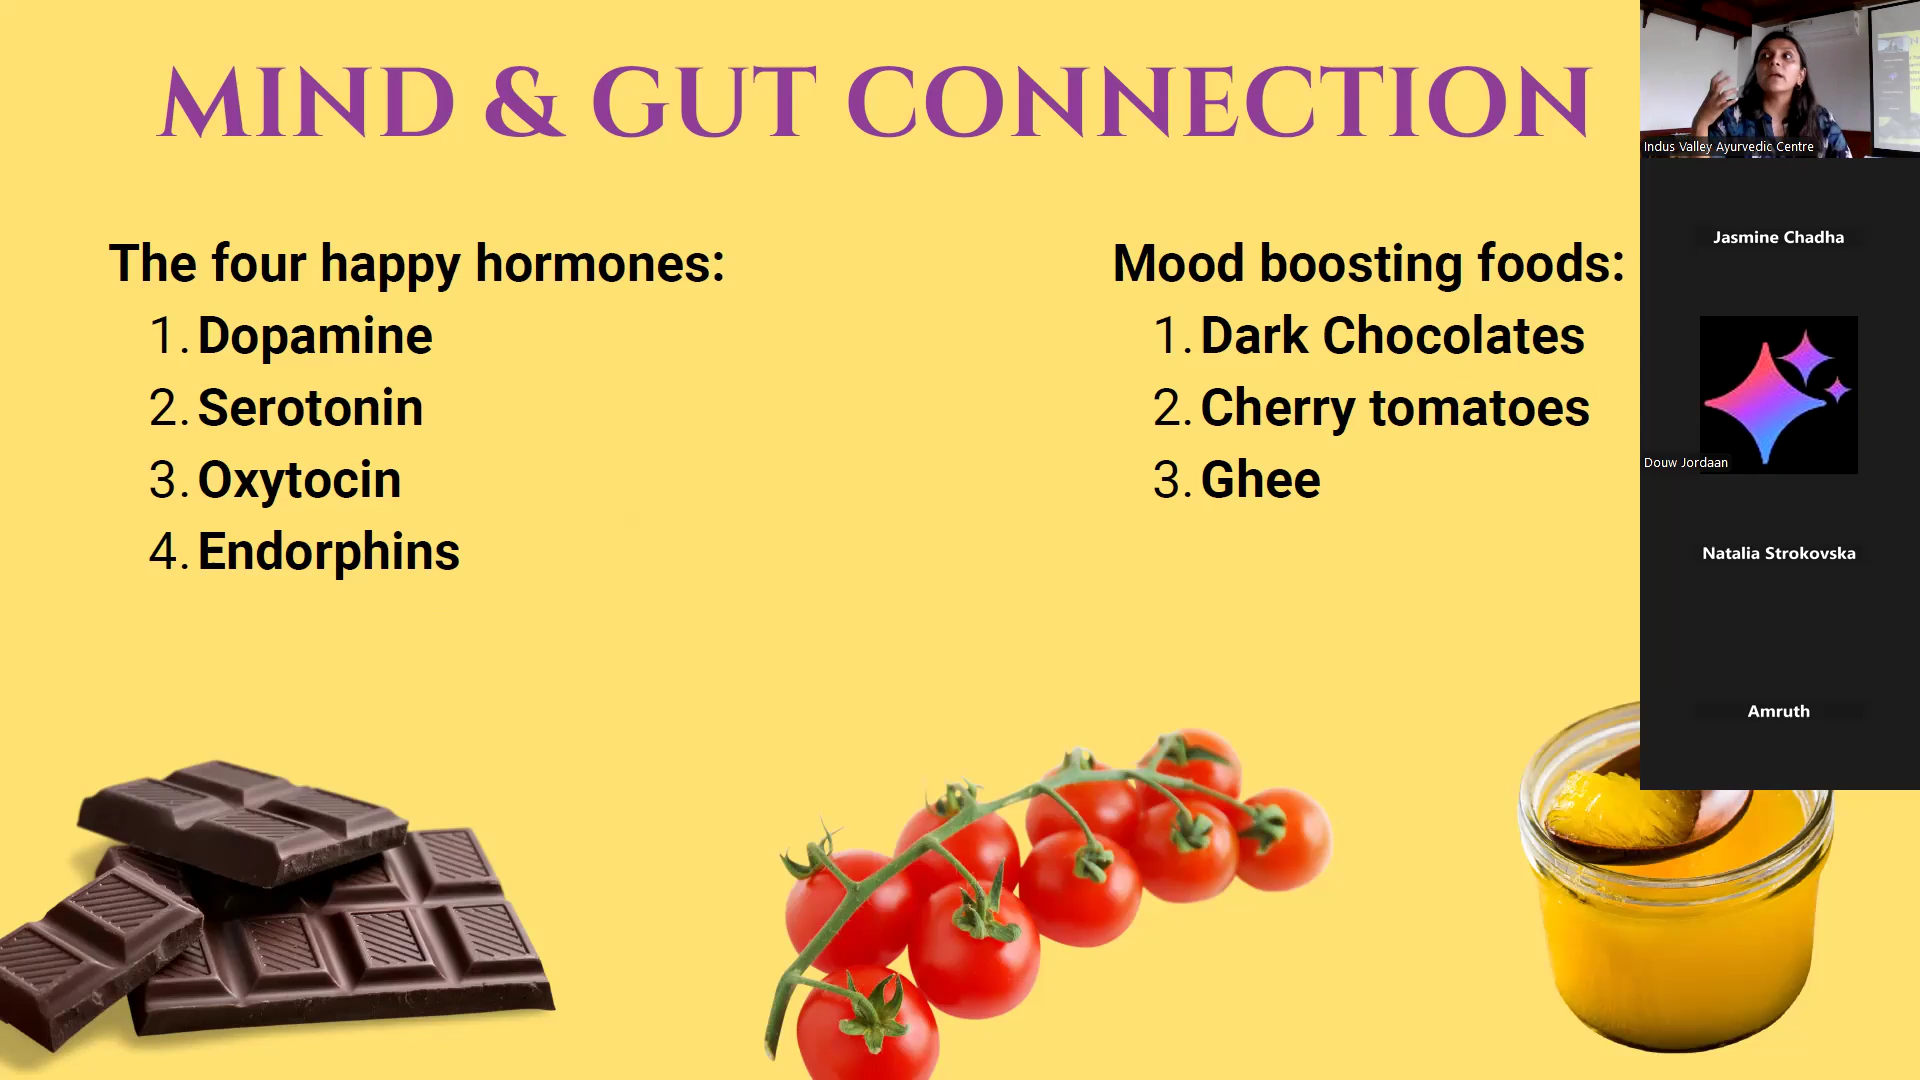 MIND & GUT CONNECTION
The four happy hormones:
1. Dopamine
2. Serotonin
3. Oxytocin
4. Endorphins
Mood boosting foods:
1. Dark Chocolates
2. Cherry tomatoes
3. Ghee
Indus Valley Ayurvedic Centre
Jasmine Chadha
Douw Jordaan
Natalia Strokovska
Amruth